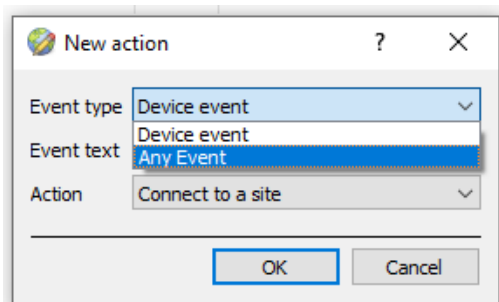 New action
?
Event type Device event
Device event
Event text Any Event
Action Connect to a site
OK Cancel